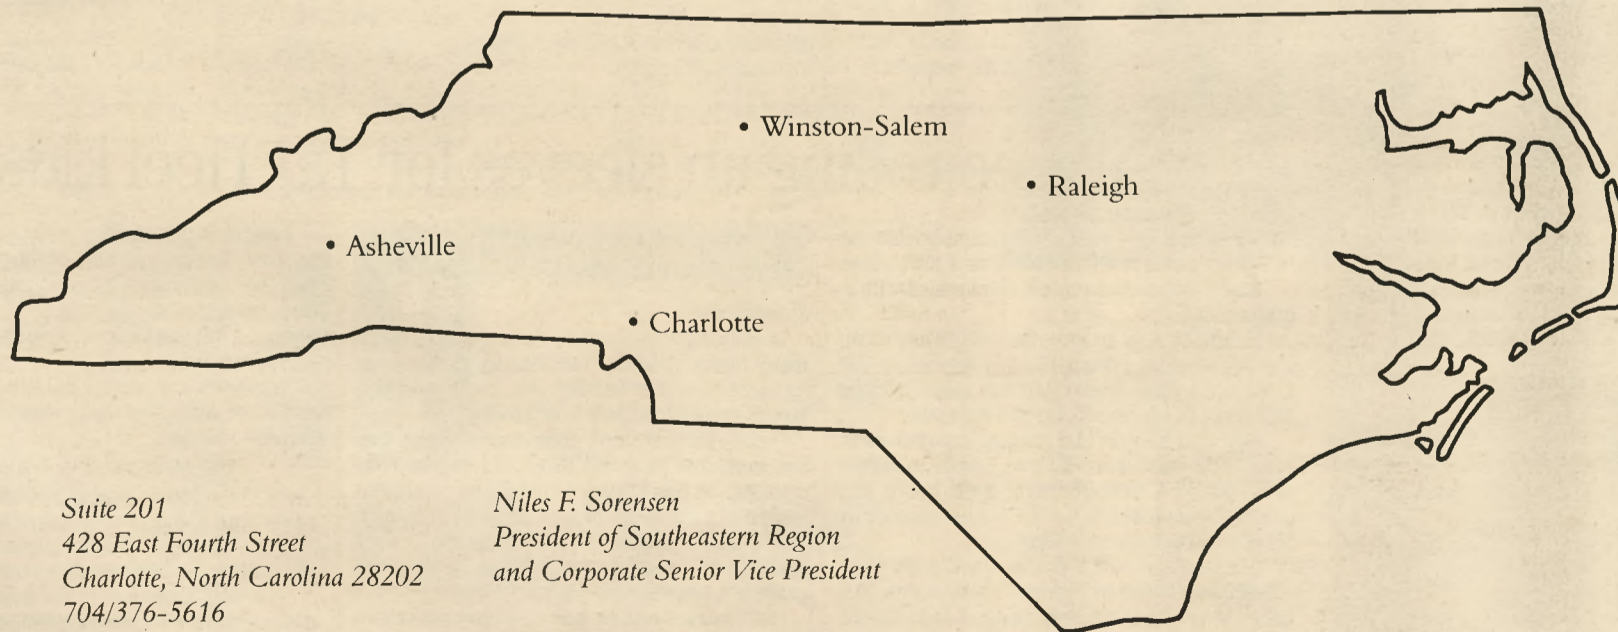 • Winston-Salem
• Raleigh
• Asheville
• Charlotte
Suite 201
428 East Fourth Street
Charlotte, North Carolina 28202
704/376-5616
Niles F. Sorensen
President of Southeastern Region
and Corporate Senior Vice President